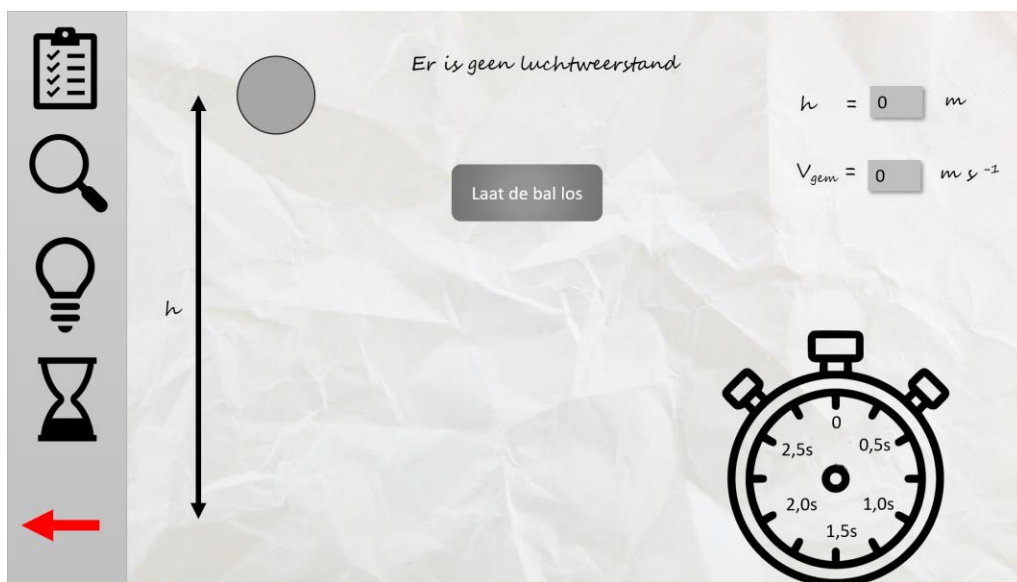 Er is geen luchtweerstand
h = 0 m
Laat de bal los
Vgem = 0 m s -1
h
0
2,5s 0,5s
2,0s 1,0s
1,5s